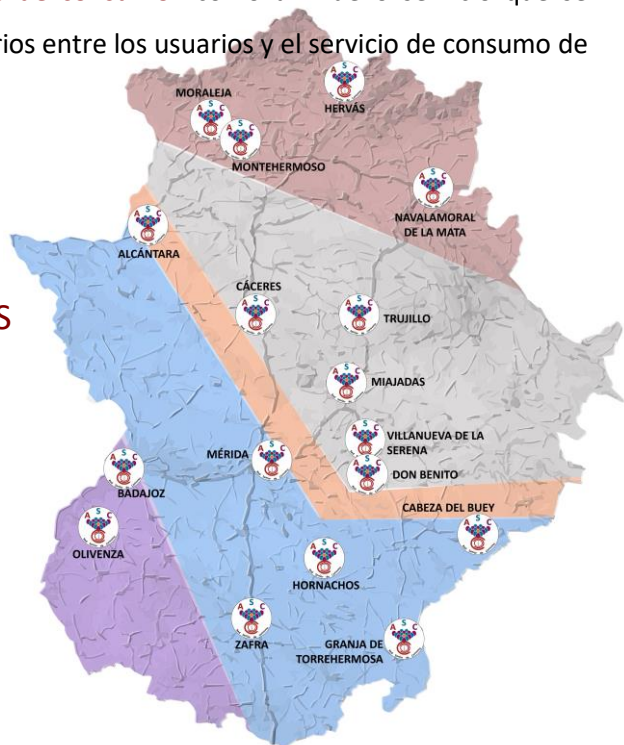 rios entre los usuarios y el servicio de consumo de
MORALEJA
HERVÁS
MONTEHERMOSO
NAVALAMORAL
DE LA MATA
ALCÁNTARA
CÁCERES
S
TRUJILLO
MIAJADAS
VILLANUEVA DE LA
SERENA
MÉRIDA
DON BENITO
BADAJOZ
CABEZA DEL BUEY
OLIVENZA
HORNACHOS
ZAFRA
GRANJA DE
TORREHERMOSA